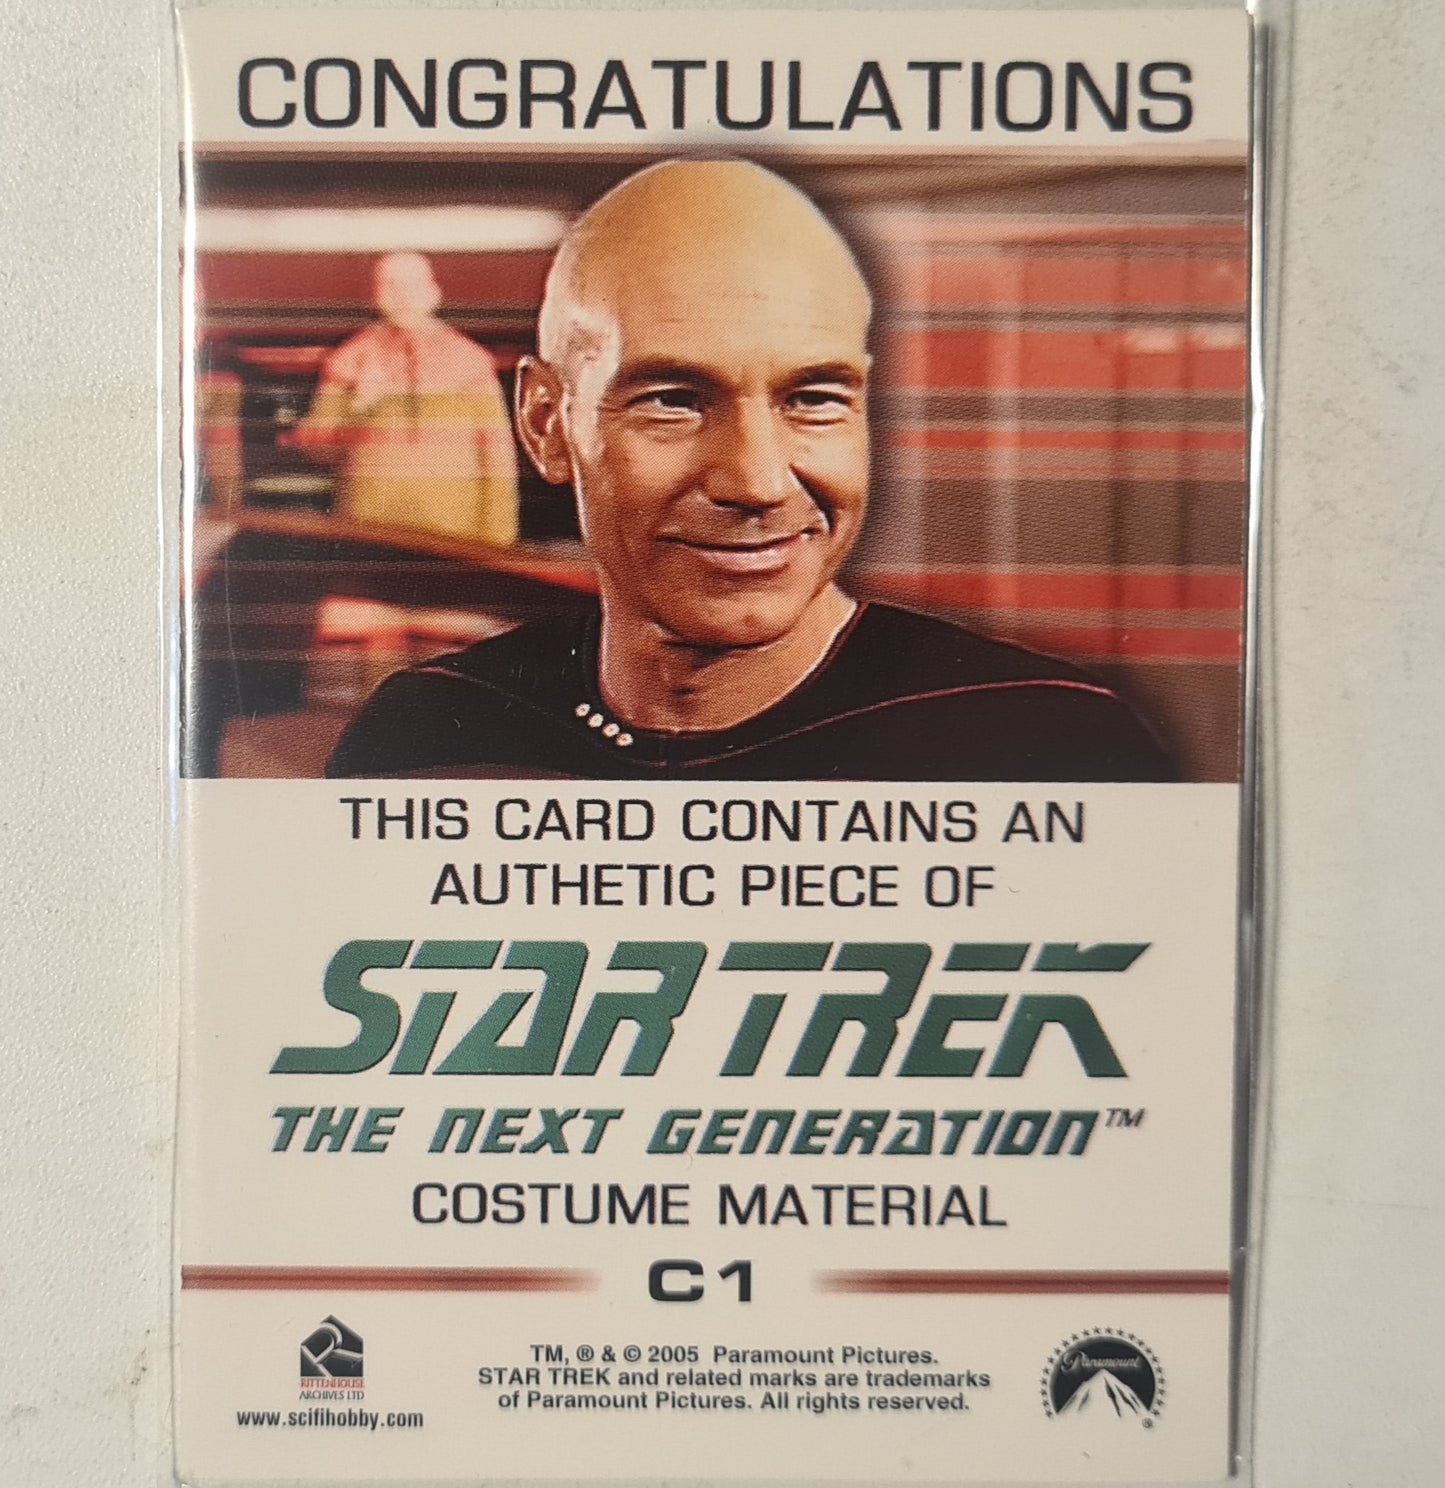 CONGRATULATIONS
THIS CARD CONTAINS AN
AUTHETIC PIECE OF
STAR TREK
THE NEXT GENERATION™
COSTUME MATERIAL
C1
RITTENHOUSE
ARCHIVES LTD
www.scifihobby.com
TM, ® & © 2005 Paramount Pictures.
STAR TREK and related marks are trademarks
of Paramount Pictures. All rights reserved.
Paramount
®